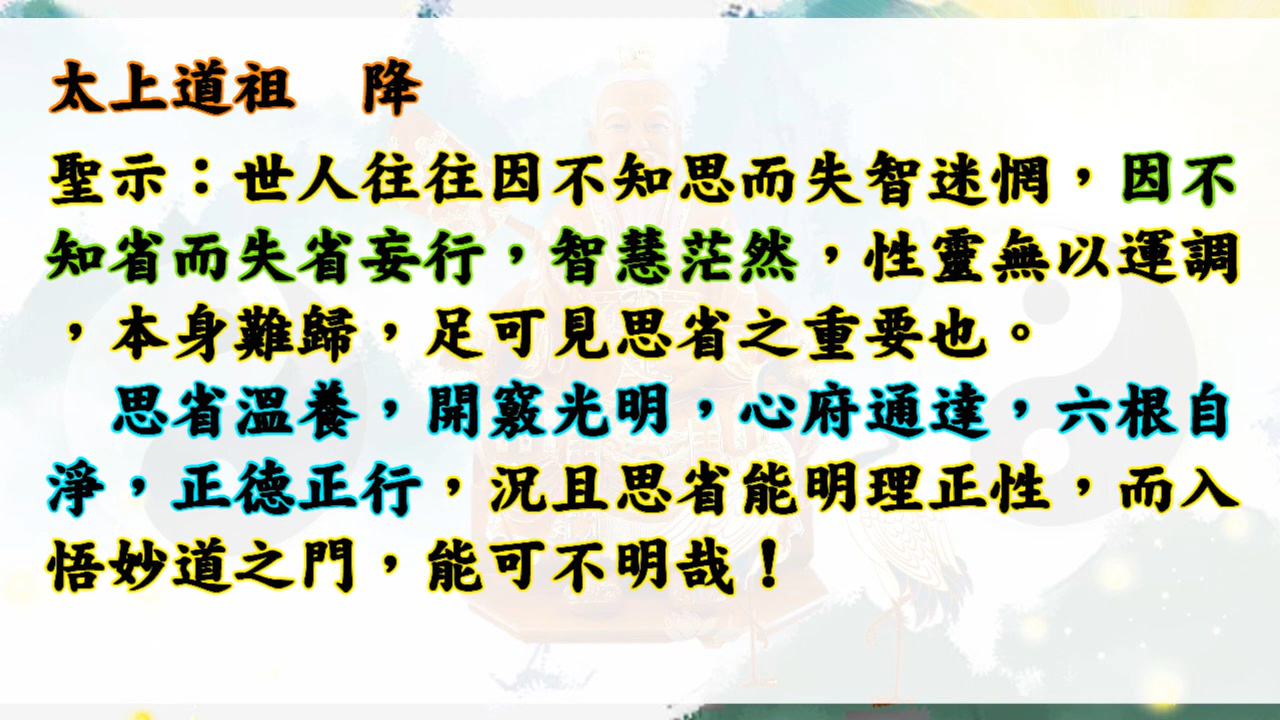 太上道祖　降
聖示：世人往往因不知思而失智迷惘，因不
知省而失省妄行，智慧茫然，性靈無以運調
，本身難歸，足可見思省之重要也。
　思省溫養，開竅光明，心府通達，六根自
淨，正德正行，況且思省能明理正性，而入
悟妙道之門，能可不明哉！